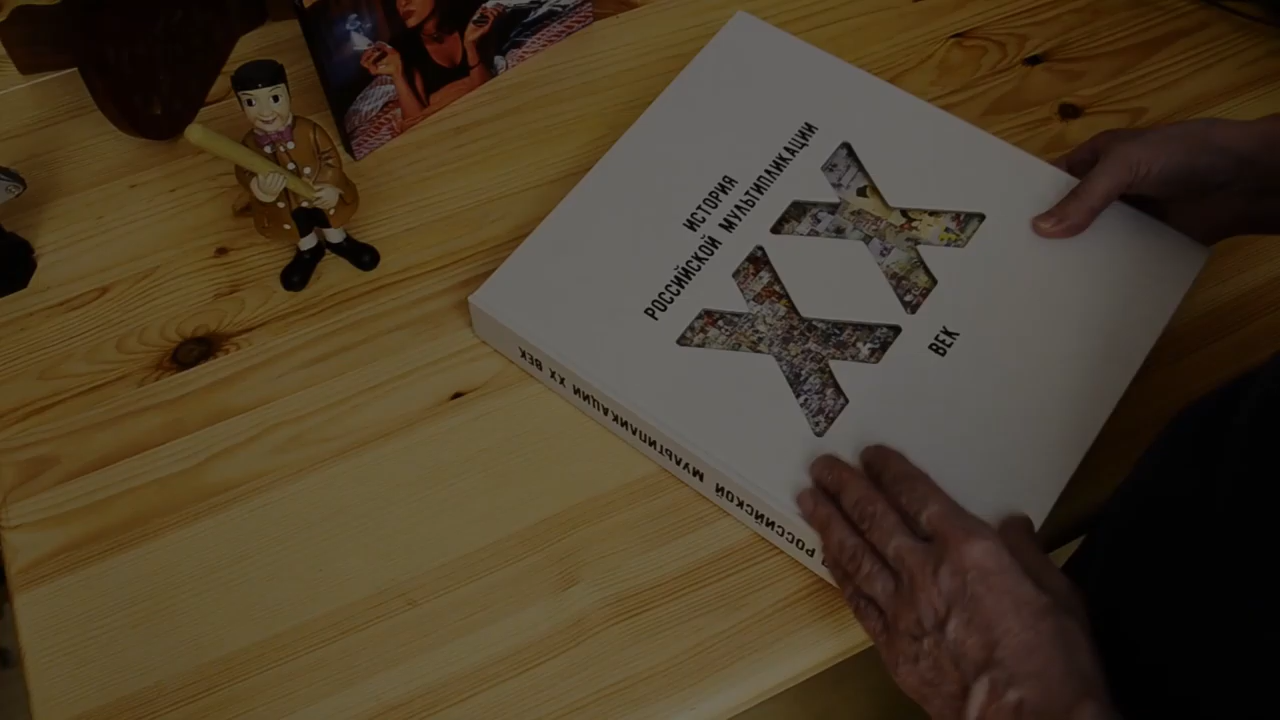 ИСТОРИЯ
РОССИЙСКОЙ МУЛЬТИПЛИКАЦИИ
XX
ВЕК
РОССИЙСКОЙ МУЛЬТИПЛИКАЦИИ XX ВЕК